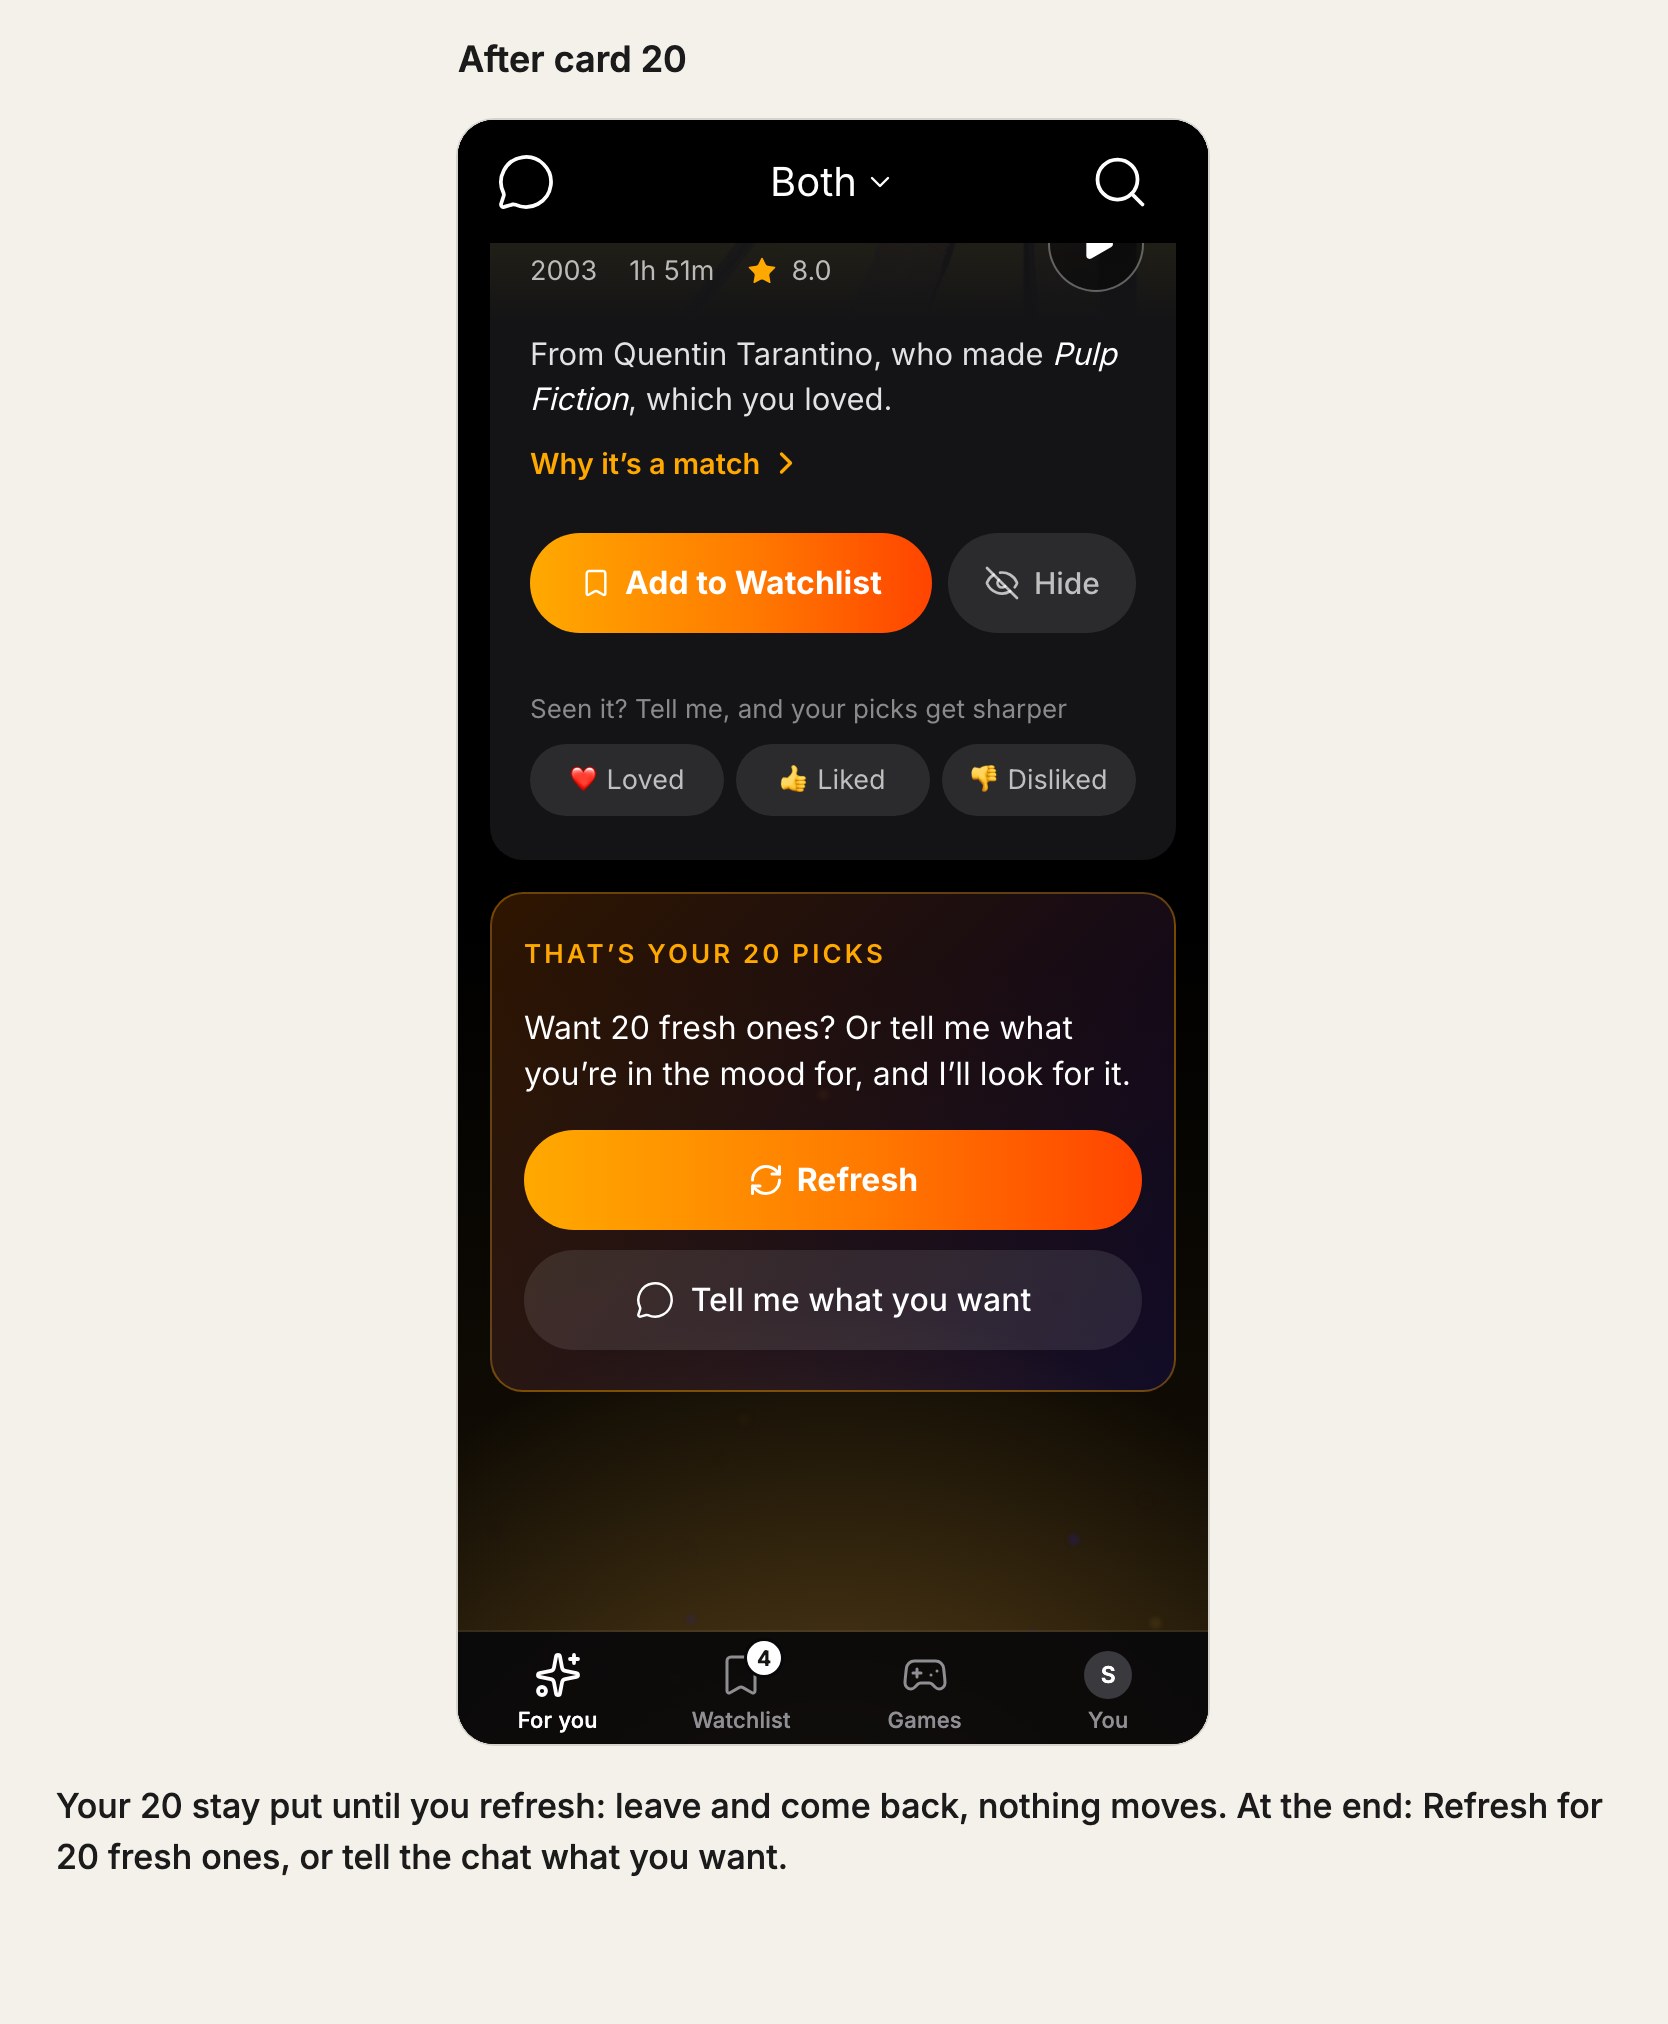 After card 20
Both
2003 1h 51m 8.0
From Quentin Tarantino, who made Pulp
Fiction, which you loved.
Why it’s a match
Add to Watchlist
Hide
Seen it? Tell me, and your picks get sharper
Loved
Liked
Disliked
THAT’S YOUR 20 PICKS
Want 20 fresh ones? Or tell me what
you’re in the mood for, and I’ll look for it.
Refresh
Tell me what you want
4
S
For you
Watchlist
Games
You
Your 20 stay put until you refresh: leave and come back, nothing moves. At the end: Refresh for
20 fresh ones, or tell the chat what you want.